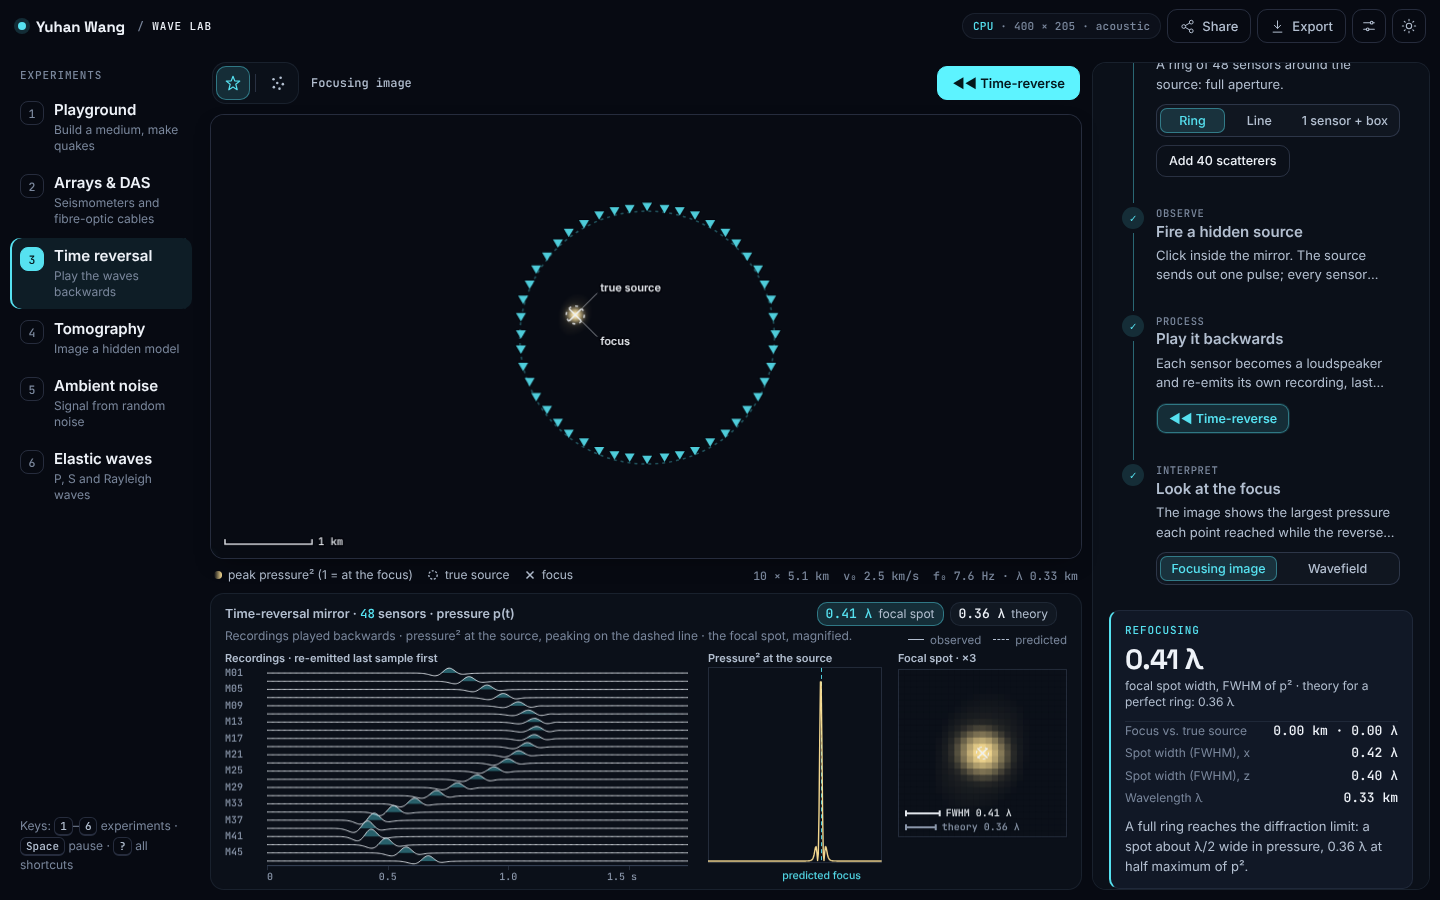 Yuhan Wang / WAVE LAB
CPU · 400 × 205 · acoustic
Share
Export
EXPERIMENTS
1 Playground
Build a medium, make
quakes
2 Arrays & DAS
Seismometers and
fibre-optic cables
3 Time reversal
Play the waves
backwards
4 Tomography
Image a hidden model
5 Ambient noise
Signal from random
noise
6 Elastic waves
P, S and Rayleigh
waves
Keys: 1–6 experiments ·
Space pause · ? all
shortcuts
Focusing image
◀◀ Time-reverse
true source
focus
1 km
peak pressure² (1 = at the focus)
true source
focus
10 × 5.1 km v₀ 2.5 km/s f₀ 7.6 Hz · λ 0.33 km
Time-reversal mirror · 48 sensors · pressure p(t)
0.41 λ focal spot
0.36 λ theory
Recordings played backwards · pressure² at the source, peaking on the dashed line · the focal spot, magnified.
observed
predicted
Recordings · re-emitted last sample first
M01
M05
M09
M13
M17
M21
M25
M29
M33
M37
M41
M45
0 0.5 1.0 1.5 s
Pressure² at the source
predicted focus
Focal spot · ×3
FWHM 0.41 λ
theory 0.36 λ
A ring of 48 sensors around the
source: full aperture.
Ring Line 1 sensor + box
Add 40 scatterers
OBSERVE
Fire a hidden source
Click inside the mirror. The source
sends out one pulse; every sensor...
PROCESS
Play it backwards
Each sensor becomes a loudspeaker
and re-emits its own recording, last...
◀◀ Time-reverse
INTERPRET
Look at the focus
The image shows the largest pressure
each point reached while the reverse...
Focusing image Wavefield
REFOCUSING
0.41 λ
focal spot width, FWHM of p² · theory for a
perfect ring: 0.36 λ
Focus vs. true source 0.00 km · 0.00 λ
Spot width (FWHM), x 0.42 λ
Spot width (FWHM), z 0.40 λ
Wavelength λ 0.33 km
A full ring reaches the diffraction limit: a
spot about λ/2 wide in pressure, 0.36 λ at
half maximum of p².